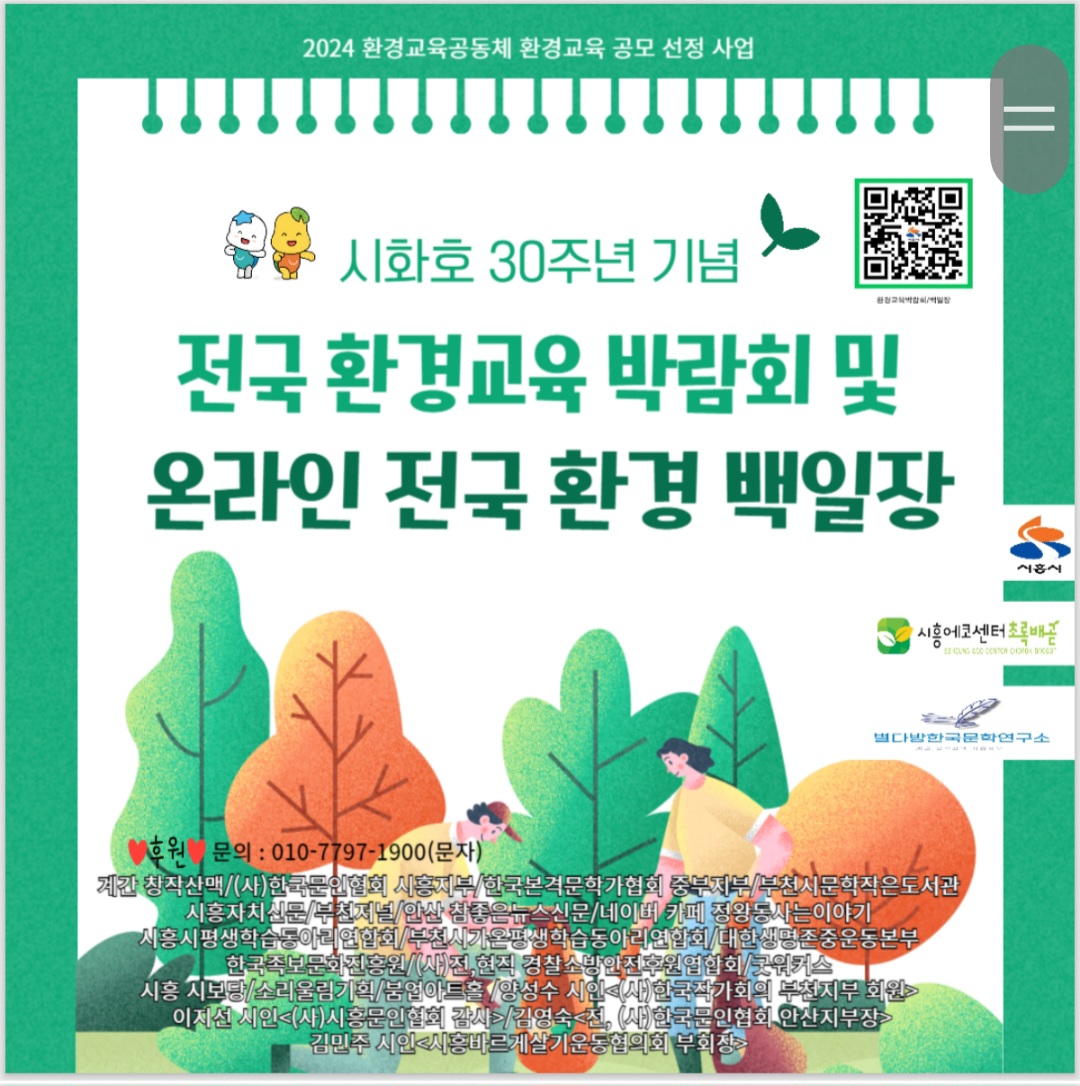 2024 환경교육공동체 환경교육 공모 선정 사업
시화호 30주년 기념
환경교육박람회/백일장
전국 환경교육 박람회 및
온라인 전국 환경 백일장
시흥시
시흥에코센터 초록배곧
별다방한국문학연구소
후원 문의 : 010-7797-1900(문자)
계간 창작산맥/(사)한국문인협회 시흥지부/한국본격문학가협회 중부지부/부천시문학작은도서관
시흥자치신문/부천저널/안산 참좋은뉴스신문/네이버 카페 정왕동사는이야기
시흥시평생학습동아리연합회/부천시가온평생학습동아리연합회/대한생명존중운동본부
한국족보문화진흥원/(사)전,현직 경찰소방안전후원연합회/굿워커스
시흥 시보당/소리울림기획/붐업아트홀 /양성수 시인<(사)한국작가회의 부천지부 회원>
이지선 시인<(사)시흥문인협회 감사>/김영숙<전, (사)한국문인협회 안산지부장>
김민주 시인<시흥바르게살기운동협의회 부회장>